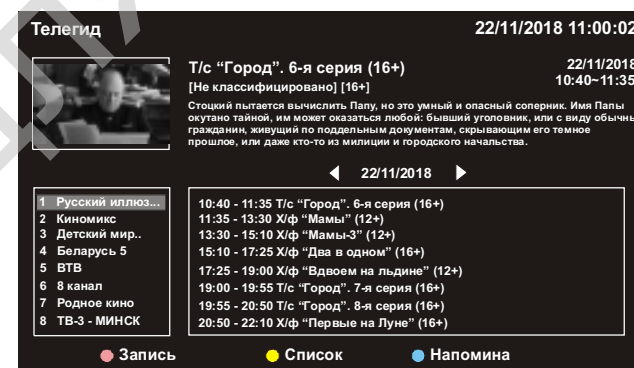 Телегид
22/11/2018 11:00:02
Т/с “Город”. 6-я серия (16+)
22/11/2018
[Не классифицировано] [16+]
10:40~11:35
Стоцкий пытается вычислить Папу, но это умный и опасный соперник. Имя Папы
окутано тайной, им может оказаться любой: бывший уголовник, или с виду обычнь
гражданин, живущий по поддельным документам, скрывающим его темное
прошлое, или даже кто-то из милиции и городского начальства.
22/11/2018
1 Русский иллюз...
2 Киномикс
3 Детский мир..
4 Беларусь 5
5 ВТВ
6 8 канал
7 Родное кино
8 ТВ-3 - МИНСК
10:40 - 11:35 Т/с “Город”. 6-я серия (16+)
11:35 - 13:30 Х/ф “Мамы” (12+)
13:30 - 15:10 Х/ф “Мамы-3” (12+)
15:10 - 17:25 Х/ф “Два в одном” (16+)
17:25 - 19:00 Х/ф “Вдвоем на льдине” (12+)
19:00 - 19:55 Т/с “Город”. 7-я серия (16+)
19:55 - 20:50 Т/с “Город”. 8-я серия (16+)
20:50 - 22:10 Х/ф “Первые на Луне” (16+)
Запись
Список
Напомина